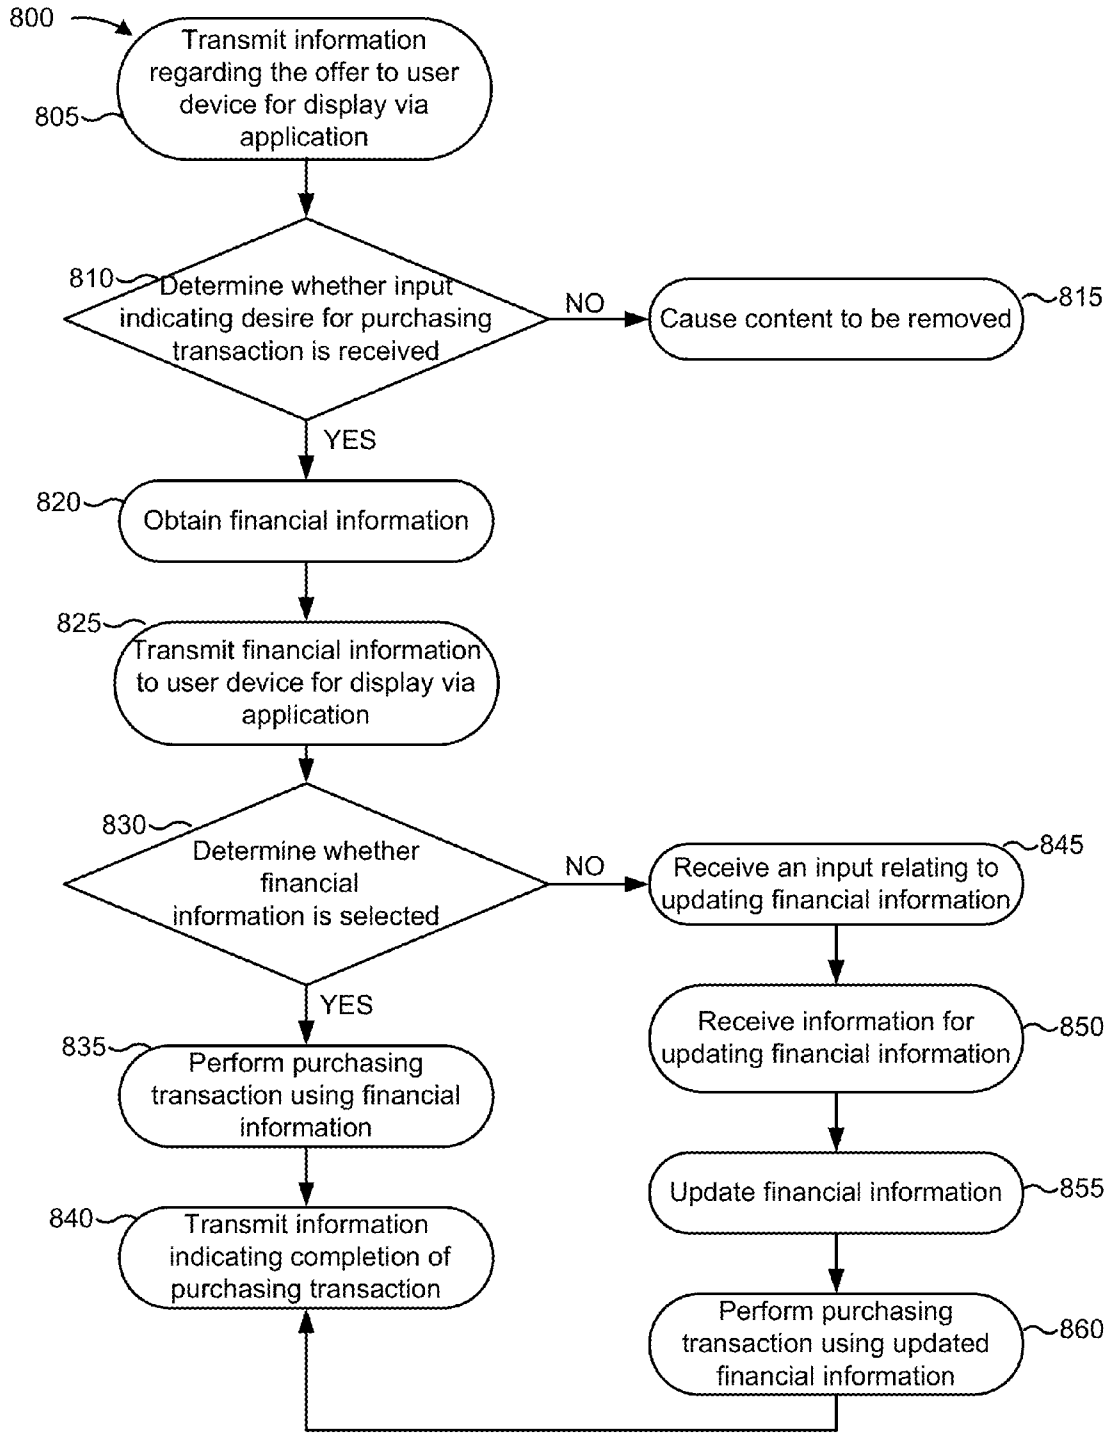 800
Transmit information
regarding the offer to user
device for display via
application
805
810
Determine whether input
indicating desire for purchasing
transaction is received
NO
Cause content to be removed
815
YES
820
Obtain financial information
825
Transmit financial information
to user device for display via
application
830
Determine whether
financial
information is selected
NO
Receive an input relating to
updating financial information
845
YES
Receive information for
updating financial information
850
835
Perform purchasing
transaction using financial
information
Update financial information
855
840
Transmit information
indicating completion of
purchasing transaction
Perform purchasing
transaction using updated
financial information
860